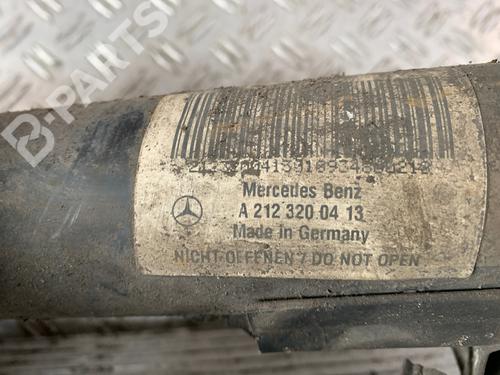 B-PARTS
Mercedes Benz
A 212 320 04 13
Made in Germany
NICHT OEFFNEN / DO NOT OPEN